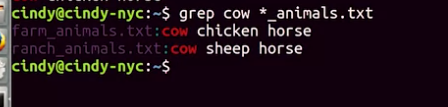 cindy@cindy-nyc:~$ grep cow *_animals.txt
farm_animals.txt:cow chicken horse
ranch_animals.txt:cow sheep horse
cindy@cindy-nyc:~$